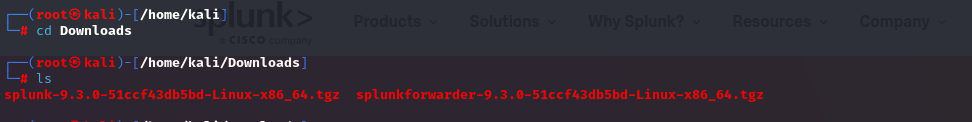 ┌──(root㉿kali)-[/home/kali]
└─# cd Downloads
splunk>
a CISCO company
Products Solutions Why Splunk? Resources Company
┌──(root㉿kali)-[/home/kali/Downloads]
└─# ls
splunk-9.3.0-51ccf43db5bd-Linux-x86_64.tgz splunkforwarder-9.3.0-51ccf43db5bd-Linux-x86_64.tgz